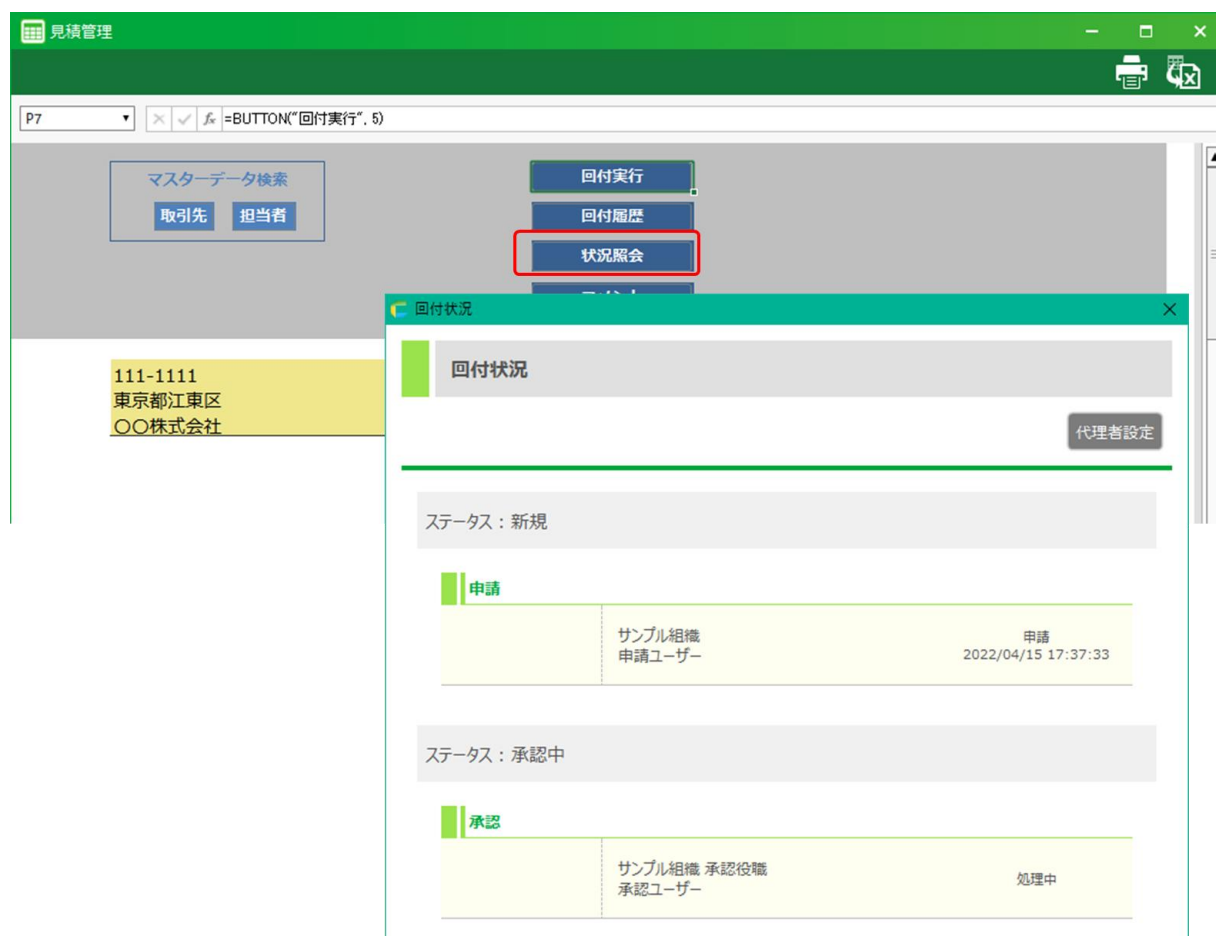 見積管理
P7
fx =BUTTON("回付実行", 5)
マスターデータ検索
取引先 担当者
回付実行
回付履歴
状況照会
回付状況
回付状況
代理者設定
111-1111
東京都江東区
〇〇株式会社
ステータス：新規
申請
サンプル組織
申請ユーザー
申請
2022/04/15 17:37:33
ステータス：承認中
承認
サンプル組織 承認役職
承認ユーザー
処理中